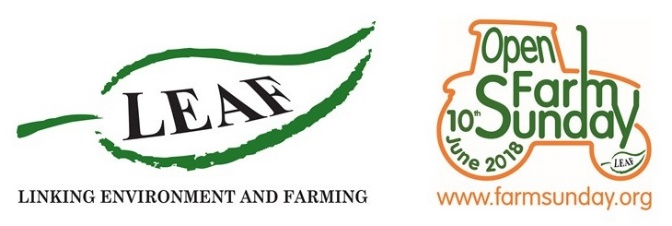 LEAF
LINKING ENVIRONMENT AND FARMING
Open
Farm
10th Sunday
June 2018
LEAF
www.farmsunday.org